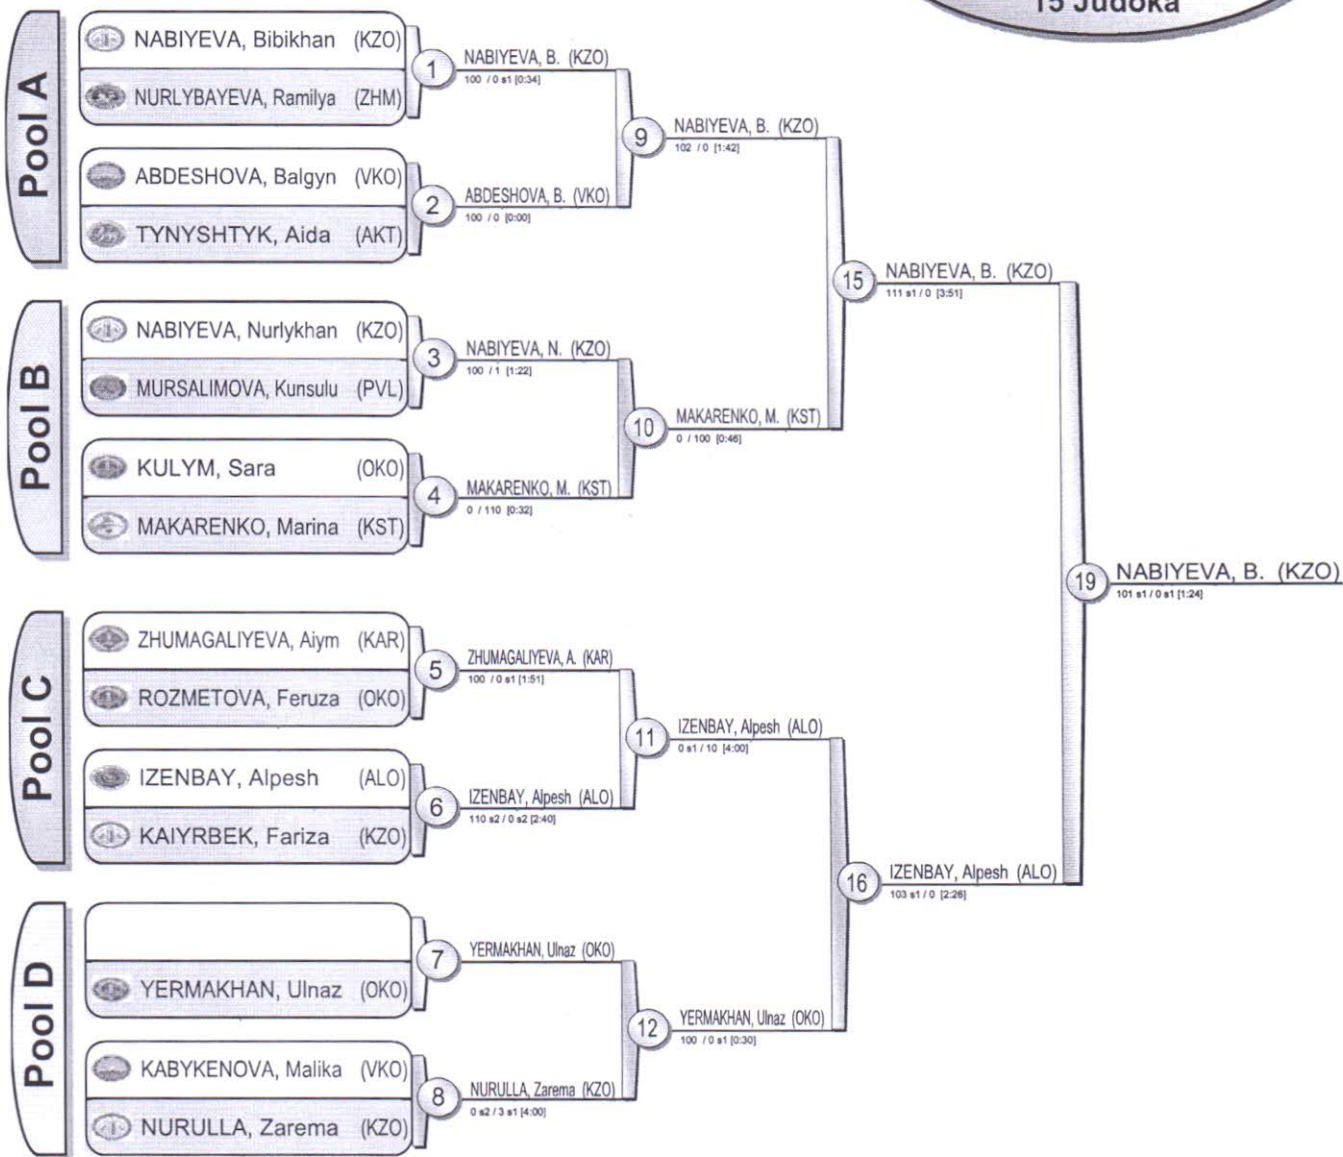 15 Judoka
Pool A
NABIYEVA, Bibikhan (KZO)
NURLYBAYEVA, Ramilya (ZHM)
ABDESHOVA, Balgyn (VKO)
TYNYSHTYK, Aida (AKT)
1
NABIYEVA, B. (KZO)
100 / 0 s1 [0:34]
2
ABDESHOVA, B. (VKO)
100 / 0 [0:00]
9
NABIYEVA, B. (KZO)
102 / 0 [1:42]
Pool B
NABIYEVA, Nurlykhan (KZO)
MURSALIMOVA, Kunsulu (PVL)
KULYM, Sara (OKO)
MAKARENKO, Marina (KST)
3
NABIYEVA, N. (KZO)
100 / 1 [1:22]
4
MAKARENKO, M. (KST)
0 / 110 [0:32]
10
MAKARENKO, M. (KST)
0 / 100 [0:46]
15
NABIYEVA, B. (KZO)
111 s1 / 0 [3:51]
Pool C
ZHUMAGALIYEVA, Aiym (KAR)
ROZMETOVA, Feruza (OKO)
IZENBAY, Alpesh (ALO)
KAIYRBEK, Fariza (KZO)
5
ZHUMAGALIYEVA, A. (KAR)
100 / 0 s1 [1:51]
6
IZENBAY, Alpesh (ALO)
110 s2 / 0 s2 [2:40]
11
IZENBAY, Alpesh (ALO)
0 s1 / 10 [4:00]
Pool D
YERMAKHAN, Ulnaz (OKO)
KABYKENOVA, Malika (VKO)
NURULLA, Zarema (KZO)
7
YERMAKHAN, Ulnaz (OKO)
8
NURULLA, Zarema (KZO)
0 s2 / 3 s1 [4:00]
12
YERMAKHAN, Ulnaz (OKO)
100 / 0 s1 [0:30]
16
IZENBAY, Alpesh (ALO)
103 s1 / 0 [2:26]
19
NABIYEVA, B. (KZO)
101 s1 / 0 s1 [1:24]